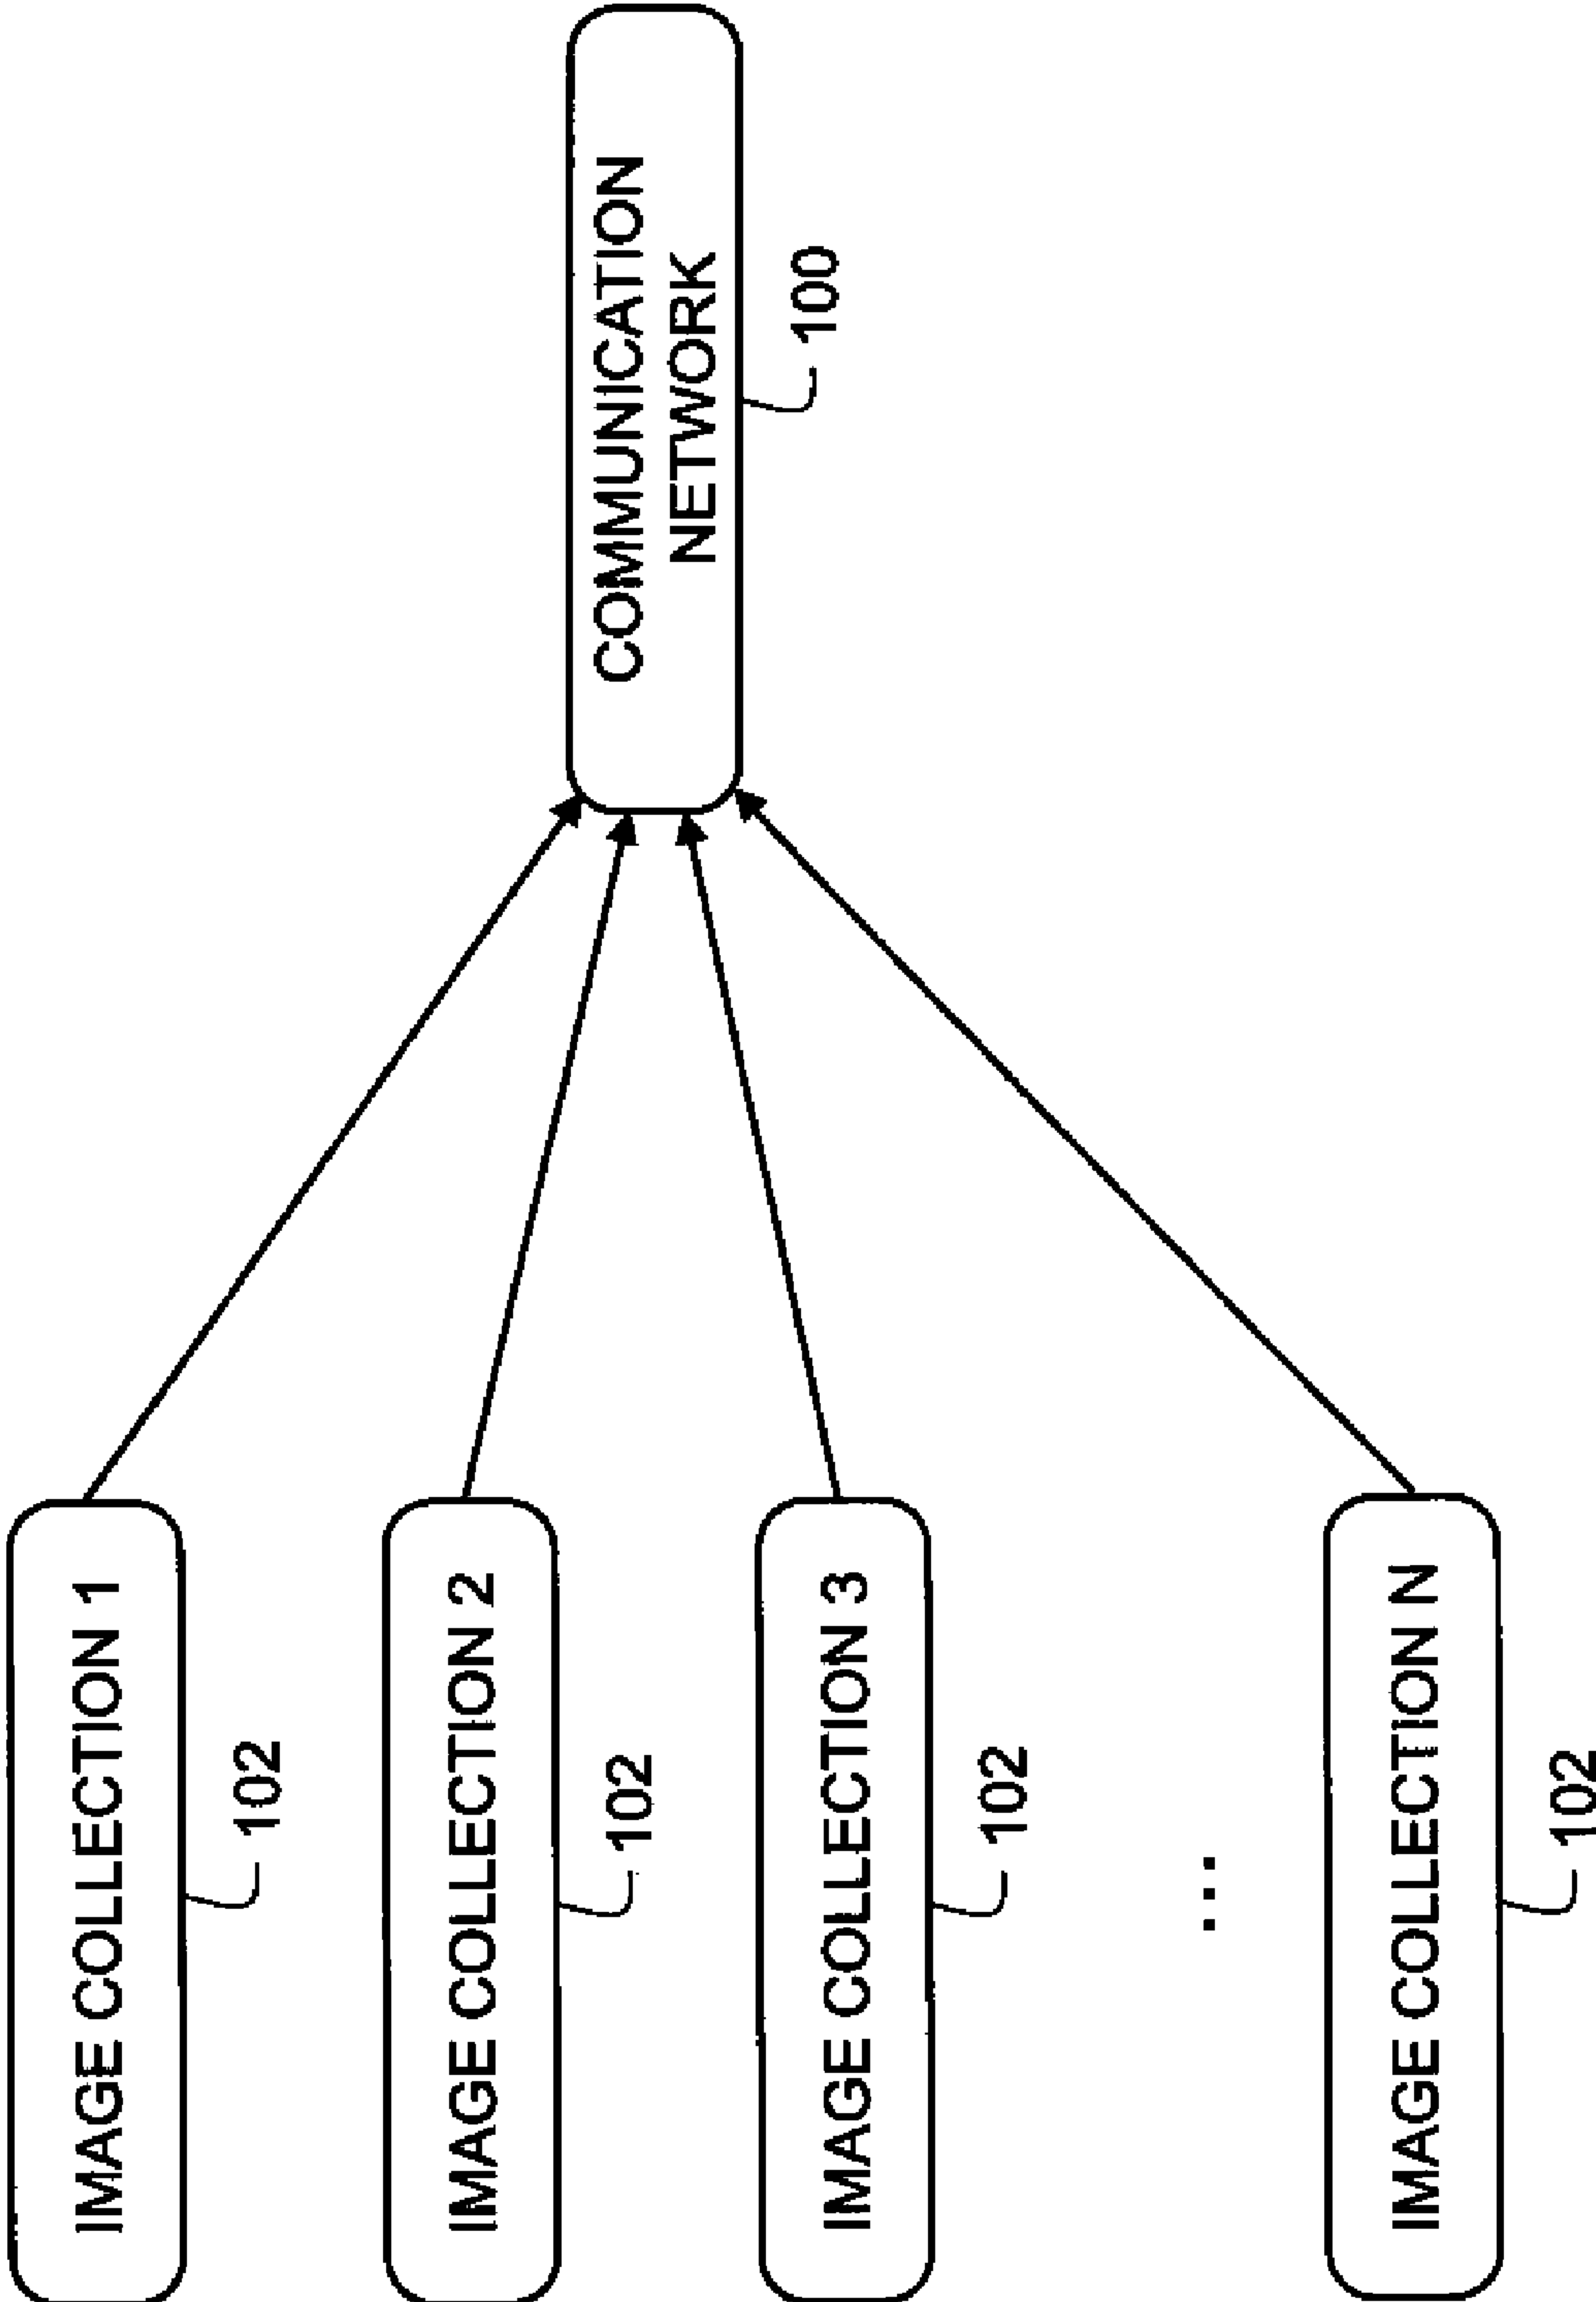 IMAGE COLLECTION 1
102
IMAGE COLLECTION 2
102
IMAGE COLLECTION 3
102
...
IMAGE COLLECTION N
102
COMMUNICATION
NETWORK
100